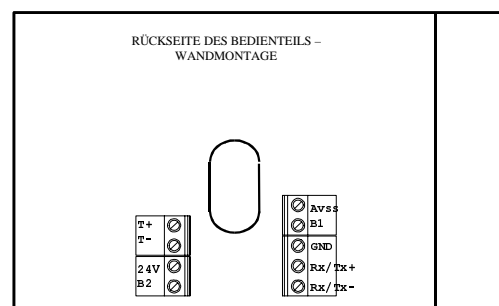 RÜCKSEITE DES BEDIENTEILS –
WANDMONTAGE
T+
T-
24V
B2
Avss
B1
GND
Rx/Tx+
Rx/Tx-